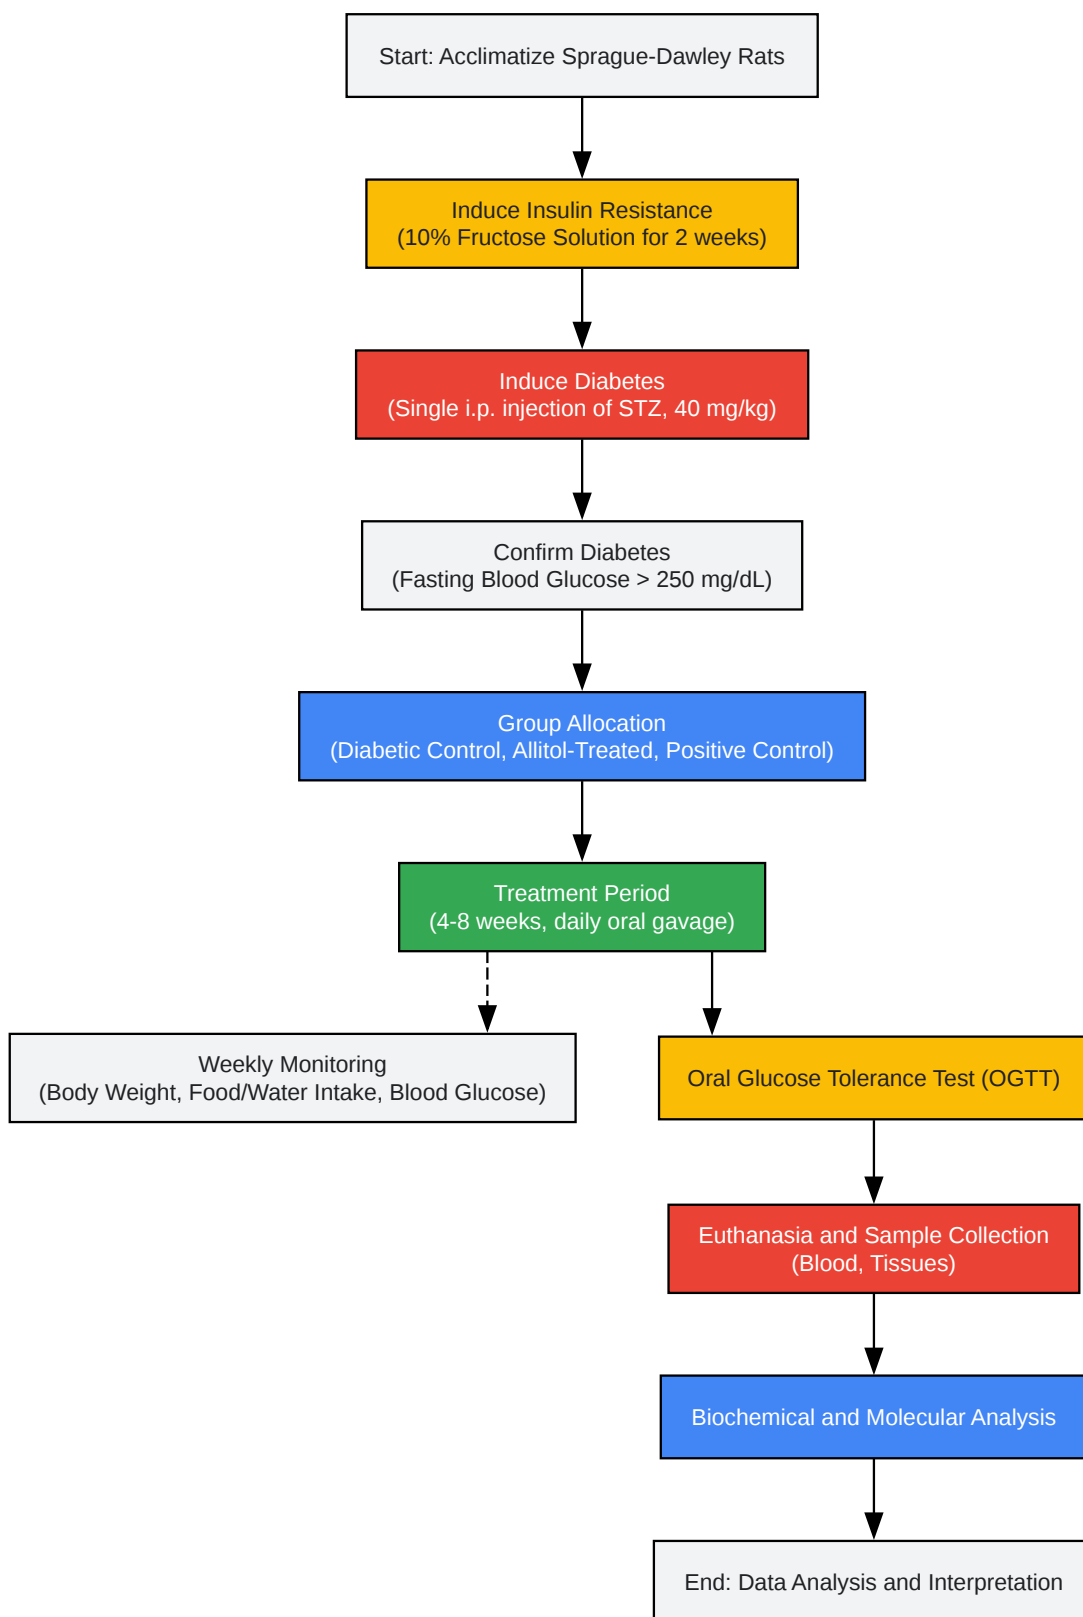 Start: Acclimatize Sprague-Dawley Rats
Induce Insulin Resistance
(10% Fructose Solution for 2 weeks)
Induce Diabetes
(Single i.p. injection of STZ, 40 mg/kg)
Confirm Diabetes
(Fasting Blood Glucose > 250 mg/dL)
Group Allocation
(Diabetic Control, Allitol-Treated, Positive Control)
Treatment Period
(4-8 weeks, daily oral gavage)
Weekly Monitoring
(Body Weight, Food/Water Intake, Blood Glucose)
Oral Glucose Tolerance Test (OGTT)
Euthanasia and Sample Collection
(Blood, Tissues)
Biochemical and Molecular Analysis
End: Data Analysis and Interpretation